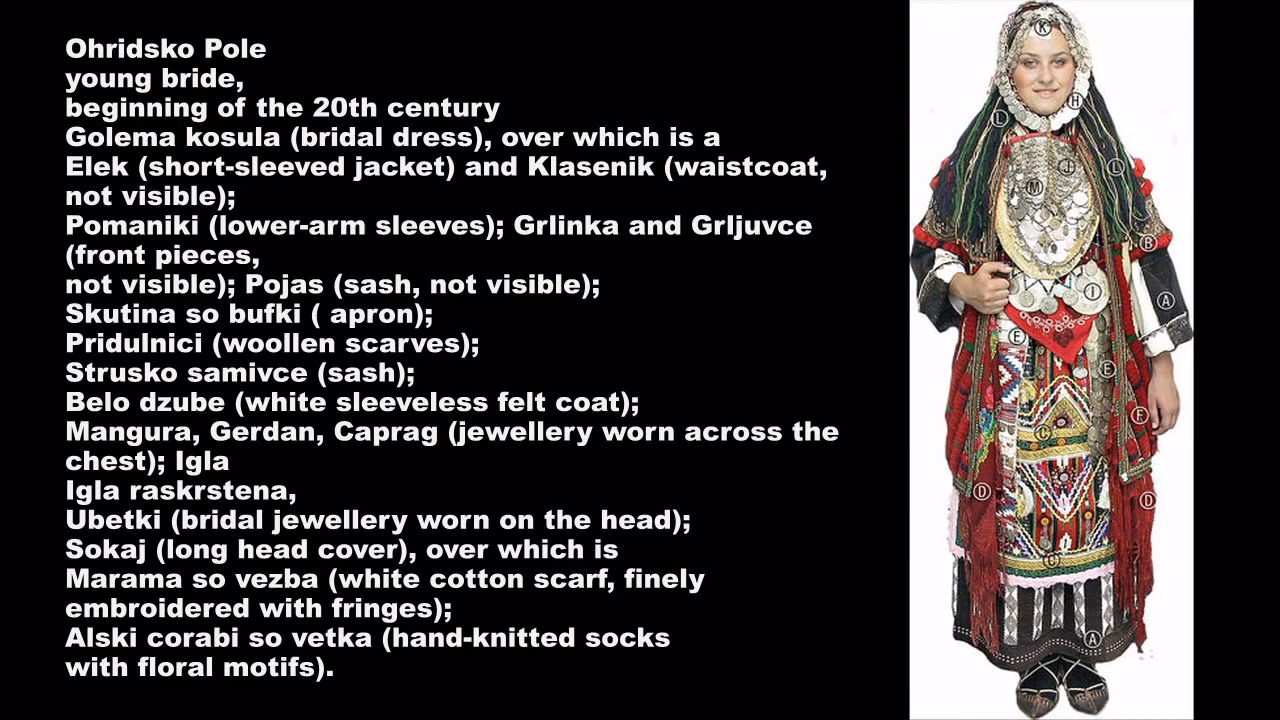 Ohridsko Pole
young bride,
beginning of the 20th century
Golema kosula (bridal dress), over which is a
Elek (short-sleeved jacket) and Klasenik (waistcoat,
not visible);
Pomaniki (lower-arm sleeves); Grlinka and Grljuvce
(front pieces,
not visible); Pojas (sash, not visible);
Skutina so bufki ( apron);
Pridulnici (woollen scarves);
Strusko samivce (sash);
Belo dzube (white sleeveless felt coat);
Mangura, Gerdan, Caprag (jewellery worn across the
chest); Igla
Igla raskrstena,
Ubetki (bridal jewellery worn on the head);
Sokaj (long head cover), over which is
Marama so vezba (white cotton scarf, finely
embroidered with fringes);
Alski corabi so vetka (hand-knitted socks
with floral motifs).
K
H
L
J
L
M
B
I
A
E
E
F
C
D
D
A